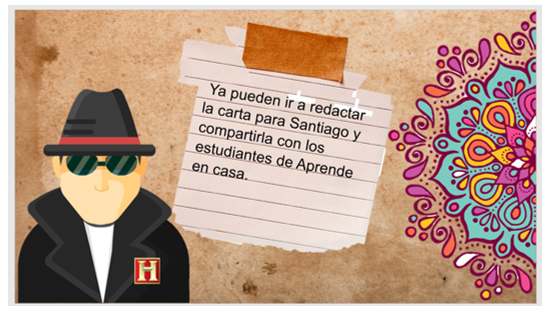 Ya pueden ir a redactar
la carta para Santiago y
compartirla con los
estudiantes de Aprende
en casa.
H